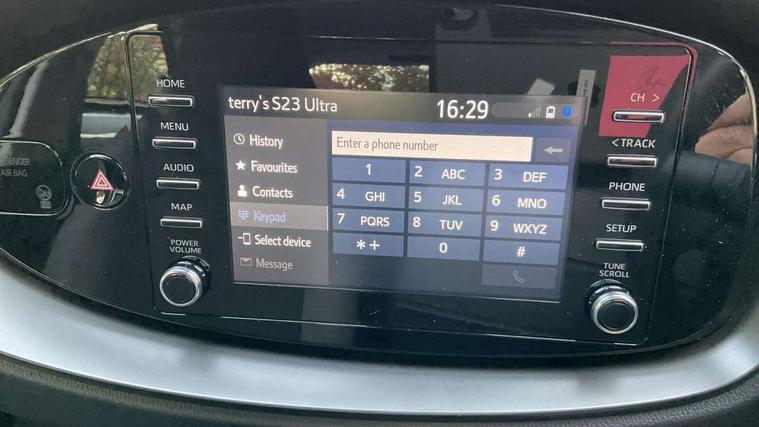 HOME
MENU
AUDIO
MAP
POWER
VOLUME
AIR BAG
terry's S23 Ultra
16:29
History
Favourites
Contacts
Keypad
Select device
Message
Enter a phone number
1
2 ABC
3 DEF
4 GHI
5 JKL
6 MNO
7 PQRS
8 TUV
9 WXYZ
*+
0
#
CH >
< TRACK
PHONE
SETUP
TUNE
SCROLL